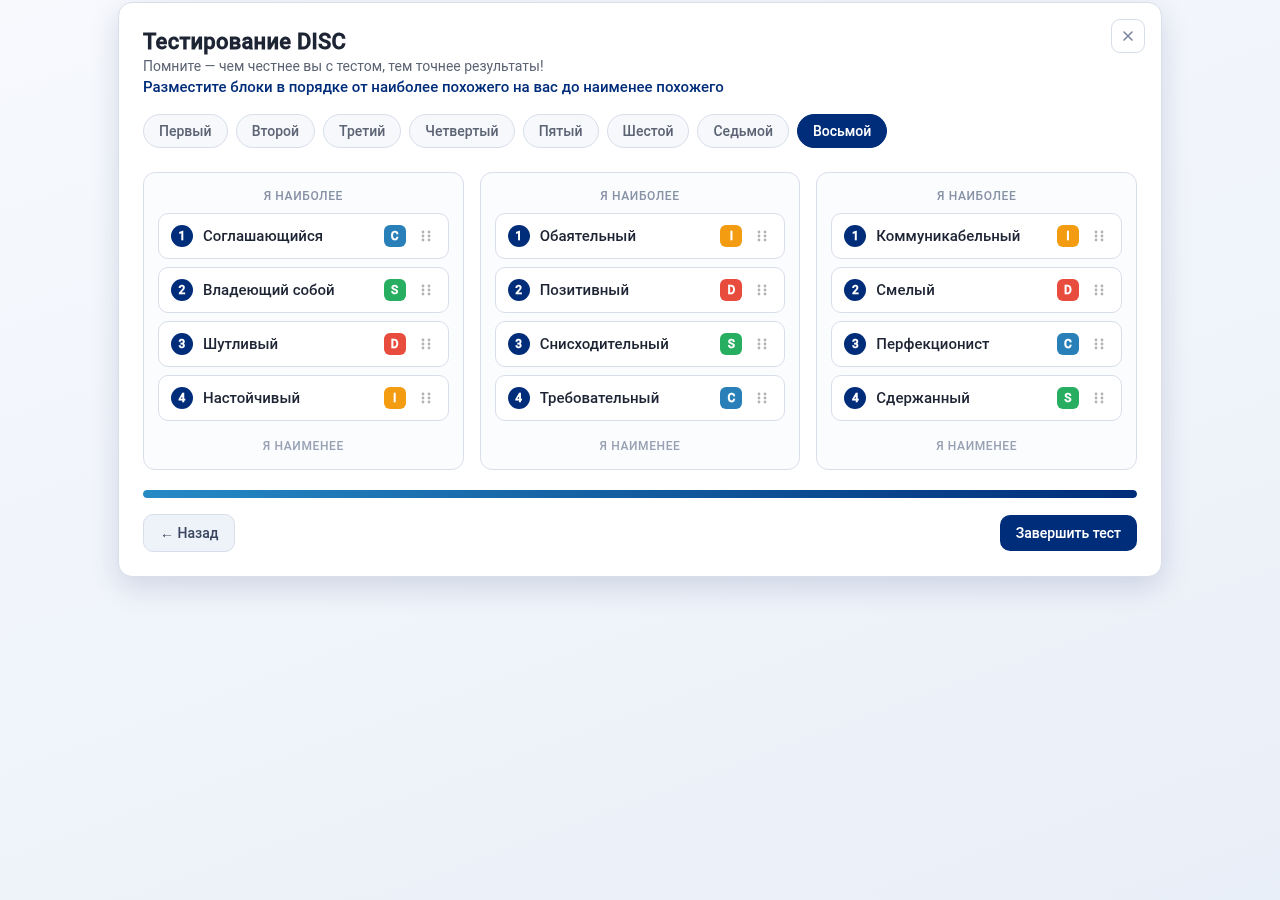 Тестирование DISC
Помните — чем честнее вы с тестом, тем точнее результаты!
Разместите блоки в порядке от наиболее похожего на вас до наименее похожего
Первый Второй Третий Четвертый Пятый Шестой Седьмой Восьмой
Я НАИБОЛЕЕ
1 Соглашающийся C
2 Владеющий собой S
3 Шутливый D
4 Настойчивый I
Я НАИМЕНЕЕ
Я НАИБОЛЕЕ
1 Обаятельный I
2 Позитивный D
3 Снисходительный S
4 Требовательный C
Я НАИМЕНЕЕ
Я НАИБОЛЕЕ
1 Коммуникабельный I
2 Смелый D
3 Перфекционист C
4 Сдержанный S
Я НАИМЕНЕЕ
← Назад
Завершить тест